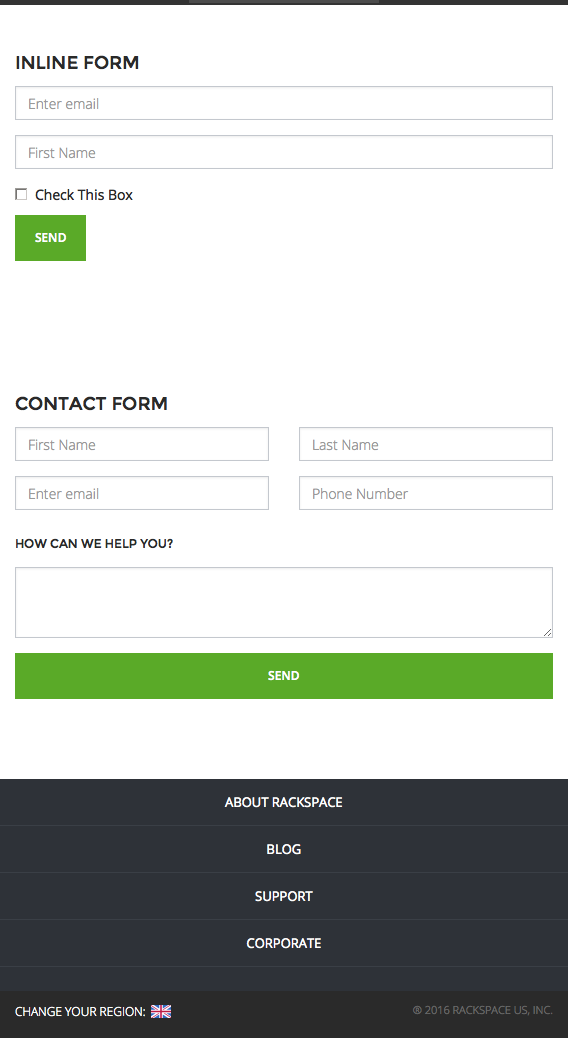 INLINE FORM
Enter email
First Name
Check This Box
SEND
CONTACT FORM
First Name
Last Name
Enter email
Phone Number
HOW CAN WE HELP YOU?
SEND
ABOUT RACKSPACE
BLOG
SUPPORT
CORPORATE
CHANGE YOUR REGION:
® 2016 RACKSPACE US, INC.